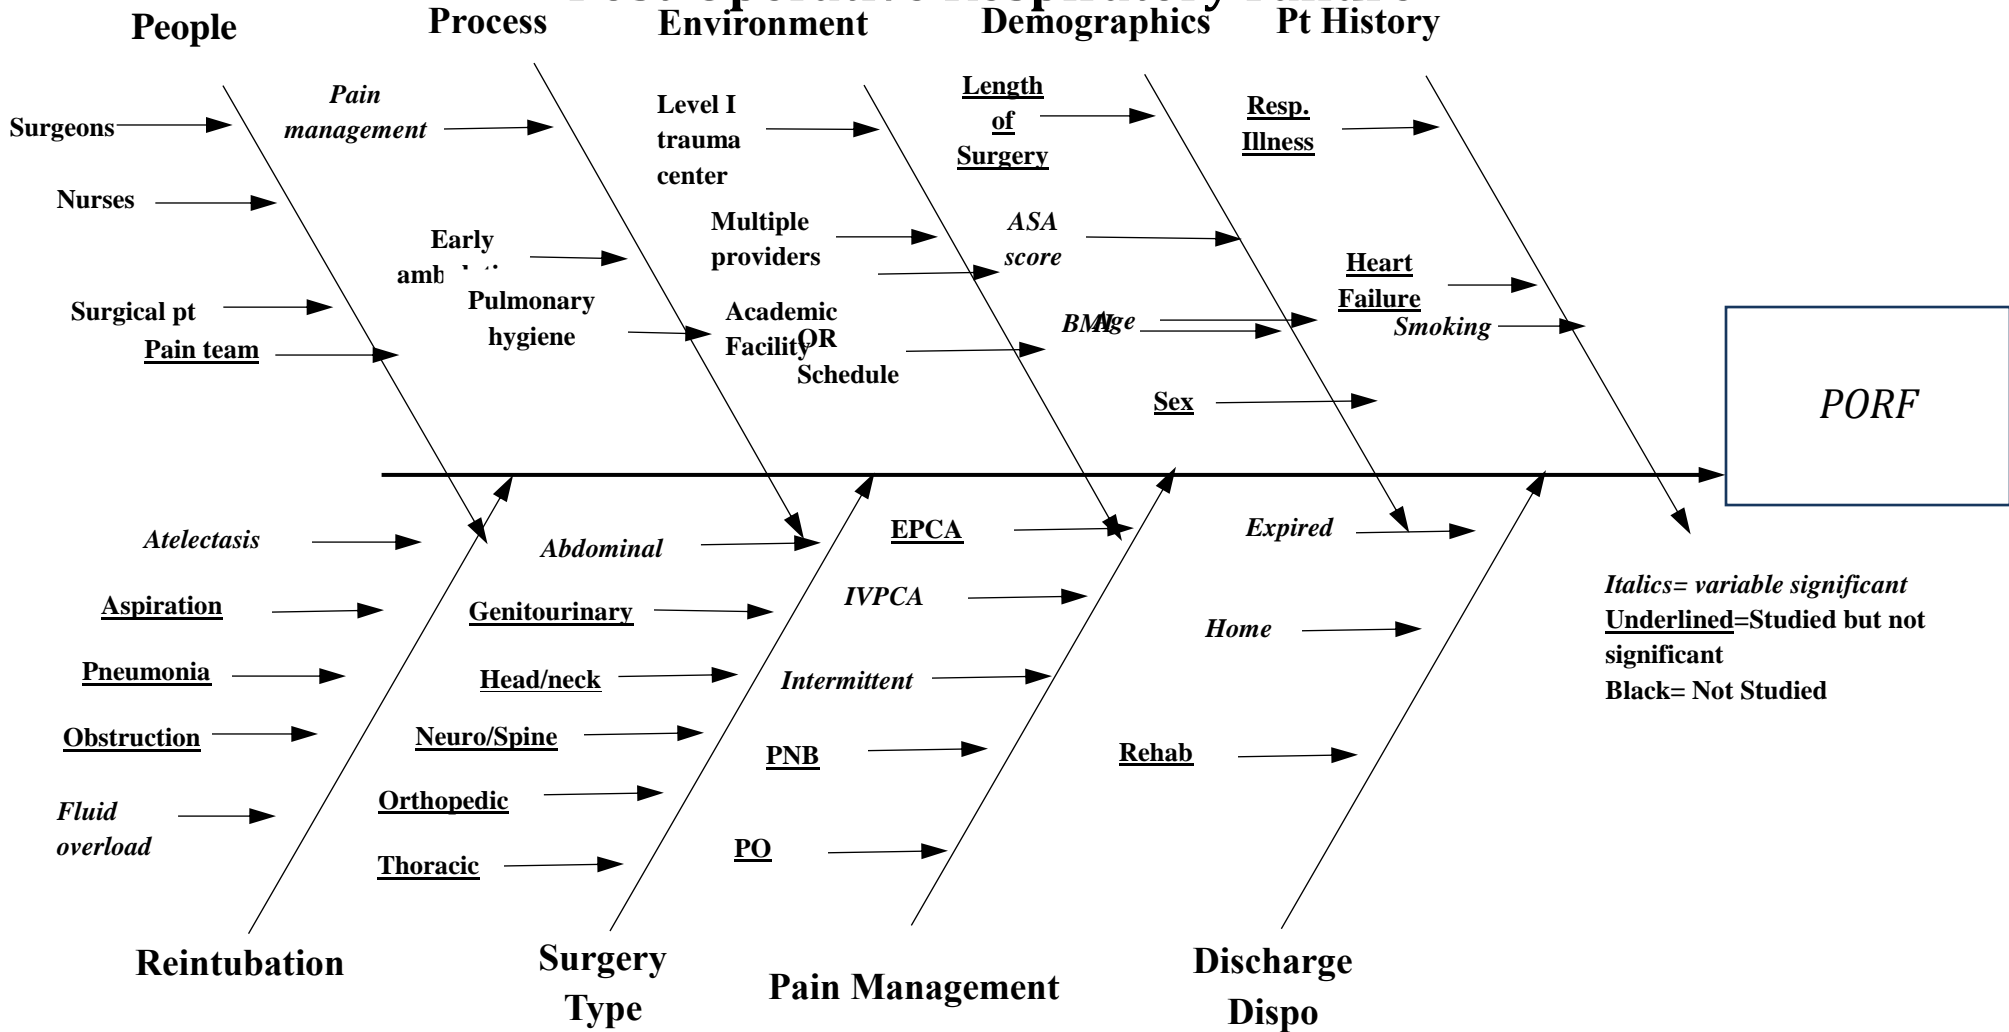 People
Process
Environment
Demographics
Pt History
Surgeons
Nurses
Surgical pt
Pain team
Pain
management
Early
Pulmonary
hygiene
Level I
trauma
center
Multiple
providers
Academic
Facility
OR
Schedule
Length
of
Surgery
ASA
score
BMI
Age
Sex
Resp.
Illness
Heart
Failure
Smoking
PORF
Atelectasis
Aspiration
Pneumonia
Obstruction
Fluid
overload
Reintubation
Abdominal
Genitourinary
Head/neck
Neuro/Spine
Orthopedic
Thoracic
Surgery
Type
EPCA
IVPCA
Intermittent
PNB
PO
Pain Management
Expired
Home
Rehab
Discharge
Dispo
Italics= variable significant
Underlined=Studied but not
significant
Black= Not Studied